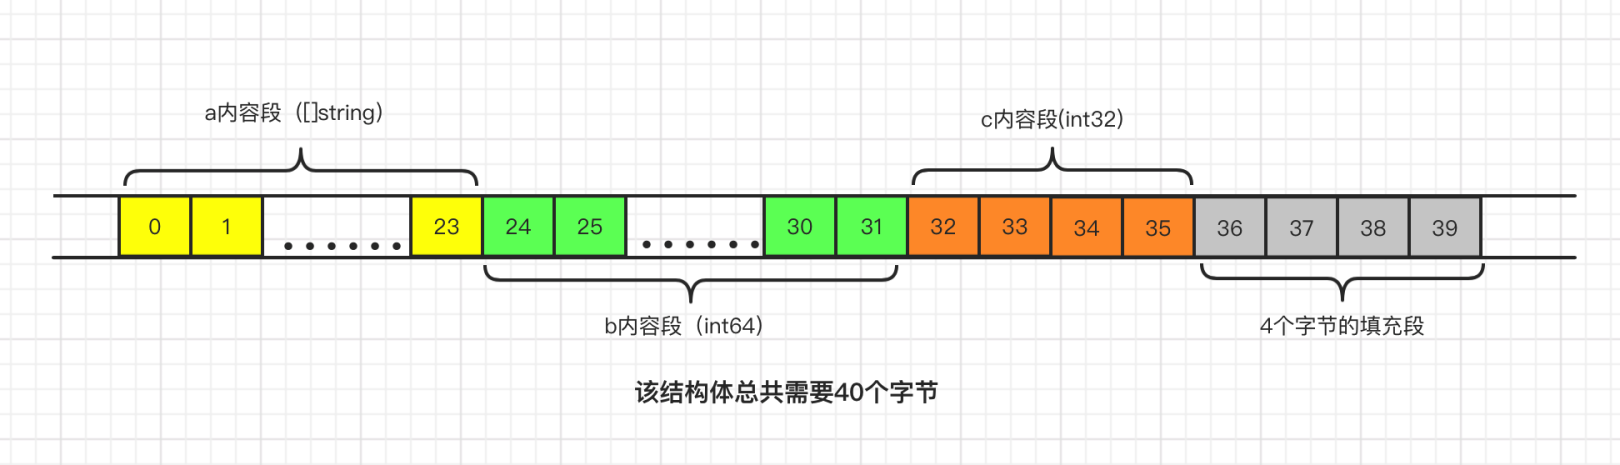 a内容段（[]string)
c内容段(int32)
0 1 23 24 25 30 31 32 33 34 35 36 37 38 39
b内容段（int64)
4个字节的填充段
该结构体总共需要40个字节